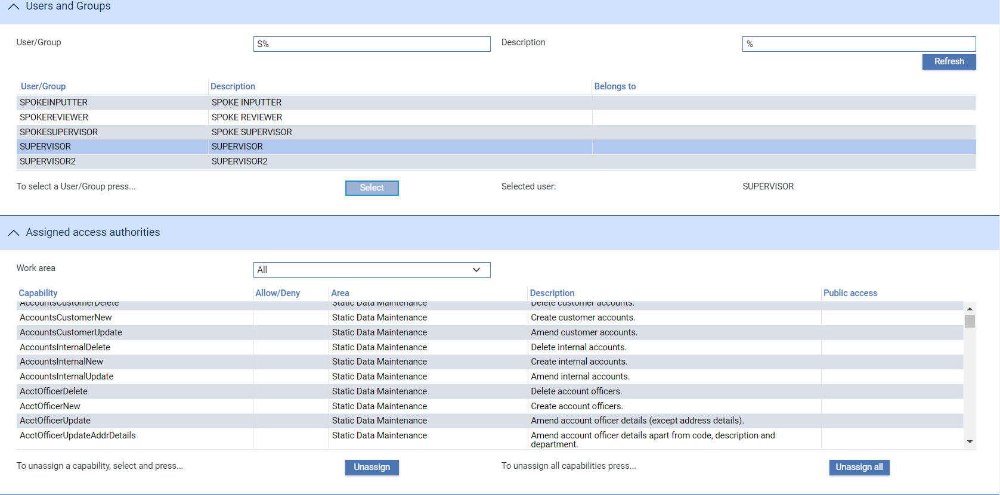 Users and Groups
User/Group S% Description %
Refresh
User/Group Description Belongs to
SPOKEINPUTTER SPOKE INPUTTER
SPOKEREVIEWER SPOKE REVIEWER
SPOKESUPERVISOR SPOKE SUPERVISOR
SUPERVISOR SUPERVISOR
SUPERVISOR2 SUPERVISOR2
To select a User/Group press... Select Selected user: SUPERVISOR
Assigned access authorities
Work area All
Capability Allow/Deny Area Description Public access
AccountsCustomerDelete Static Data Maintenance Delete customer accounts.
AccountsCustomerNew Static Data Maintenance Create customer accounts.
AccountsCustomerUpdate Static Data Maintenance Amend customer accounts.
AccountsInternalDelete Static Data Maintenance Delete internal accounts.
AccountsInternalNew Static Data Maintenance Create internal accounts.
AccountsInternalUpdate Static Data Maintenance Amend internal accounts.
AcctOfficerDelete Static Data Maintenance Delete account officers.
AcctOfficerNew Static Data Maintenance Create account officers.
AcctOfficerUpdate Static Data Maintenance Amend account officer details (except address details).
AcctOfficerUpdateAddrDetails Static Data Maintenance Amend account officer details apart from code, description and
department.
To unassign a capability, select and press... Unassign To unassign all capabilities press... Unassign all